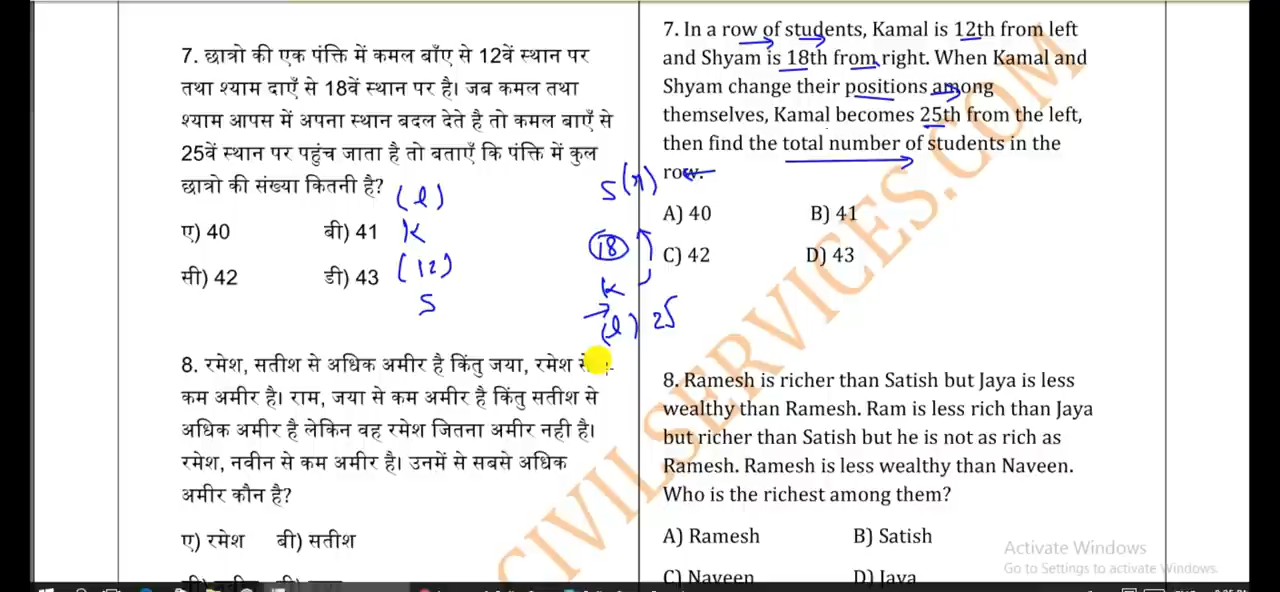 7. छात्रो की एक पंक्ति में कमल बाँए से 12वें स्थान पर
तथा श्याम दाएँ से 18वें स्थान पर है। जब कमल तथा
श्याम आपस में अपना स्थान बदल देते है तो कमल बाएँ से
25वें स्थान पर पहुंच जाता है तो बताएँ कि पंक्ति में कुल
छात्रो की संख्या कितनी है?
ए) 40 बी) 41
सी) 42 डी) 43
(l)
K
(12)
S
S (r)
18
K
(l) 25
8. रमेश, सतीश से अधिक अमीर है किंतु जया, रमेश से
कम अमीर है। राम, जया से कम अमीर है किंतु सतीश से
अधिक अमीर है लेकिन वह रमेश जितना अमीर नही है।
रमेश, नवीन से कम अमीर है। उनमें से सबसे अधिक
अमीर कौन है?
ए) रमेश बी) सतीश
7. In a row of students, Kamal is 12th from left
and Shyam is 18th from right. When Kamal and
Shyam change their positions among
themselves, Kamal becomes 25th from the left,
then find the total number of students in the
row.
A) 40 B) 41
C) 42 D) 43
8. Ramesh is richer than Satish but Jaya is less
wealthy than Ramesh. Ram is less rich than Jaya
but richer than Satish but he is not as rich as
Ramesh. Ramesh is less wealthy than Naveen.
Who is the richest among them?
A) Ramesh B) Satish
C) Naveen D) Jaya
CIVILSERVICES.COM
Activate Windows
Go to Settings to activate Windows.